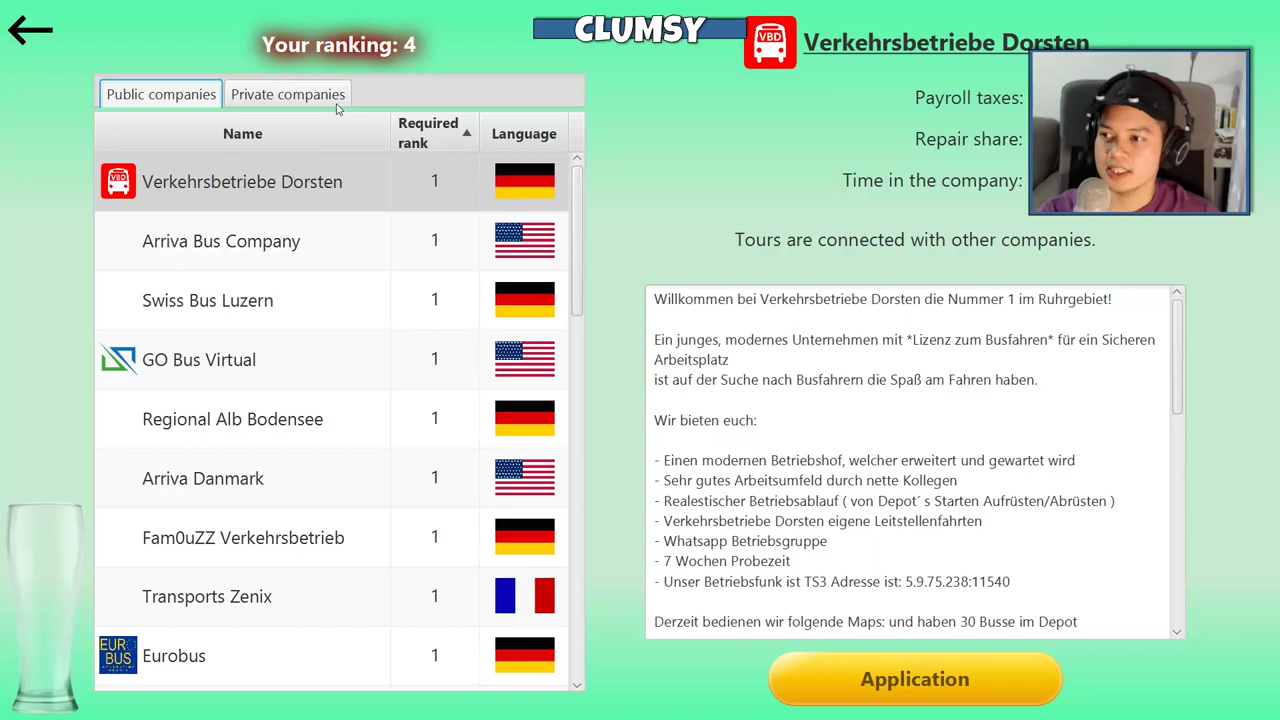 Your ranking: 4
CLUMSY
VBD
Verkehrsbetriebe Dorsten
Public companies
Private companies
Payroll taxes:
Repair share:
Time in the company:
Name
Required rank
Language
VBD
Verkehrsbetriebe Dorsten
1
Arriva Bus Company
1
Swiss Bus Luzern
1
GO Bus Virtual
1
Regional Alb Bodensee
1
Arriva Danmark
1
Fam0uZZ Verkehrsbetrieb
1
Transports Zenix
1
EUR
BUS
Eurobus
1
Tours are connected with other companies.
Willkommen bei Verkehrsbetriebe Dorsten die Nummer 1 im Ruhrgebiet!
Ein junges, modernes Unternehmen mit *Lizenz zum Busfahren* für ein Sicheren
Arbeitsplatz
ist auf der Suche nach Busfahrern die Spaß am Fahren haben.
Wir bieten euch:
- Einen modernen Betriebshof, welcher erweitert und gewartet wird
- Sehr gutes Arbeitsumfeld durch nette Kollegen
- Realestischer Betriebsablauf ( von Depot´ s Starten Aufrüsten/Abrüsten )
- Verkehrsbetriebe Dorsten eigene Leitstellenfahrten
- Whatsapp Betriebsgruppe
- 7 Wochen Probezeit
- Unser Betriebsfunk ist TS3 Adresse ist: 5.9.75.238:11540
Derzeit bedienen wir folgende Maps: und haben 30 Busse im Depot
Application